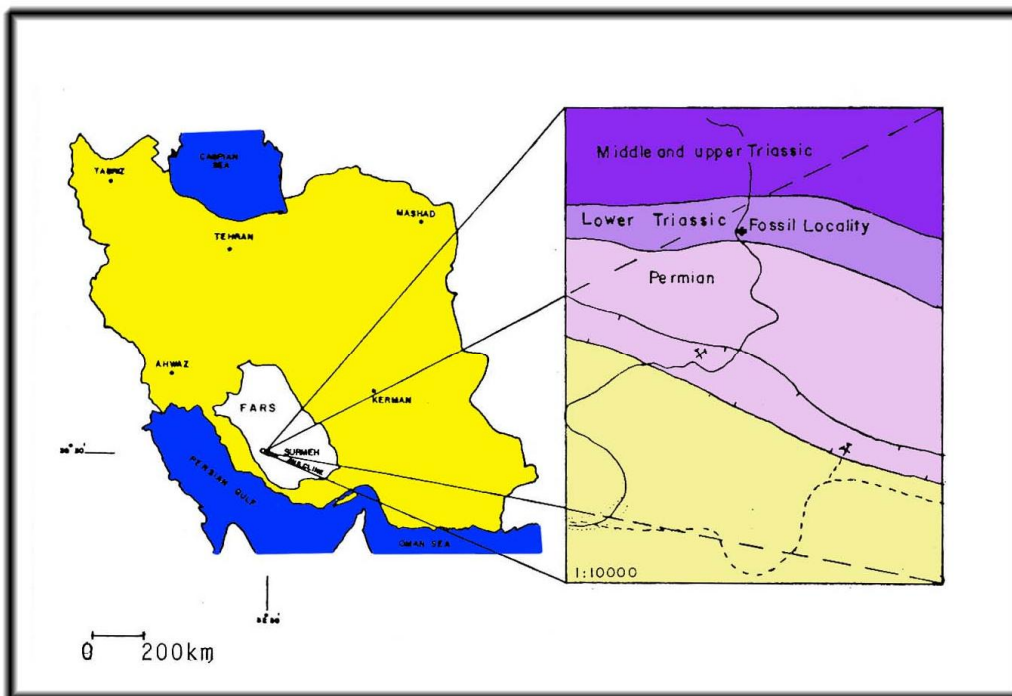 CASPIAN
SEA
TABRIZ
MASHAD
TEHRAN
AHWAZ
FARS
KERMAN
SURMEH
PERSIAN GULF
OMAN SEA
0 200km
Middle and upper Triassic
Lower Triassic
Fossil Locality
Permian
1:10000